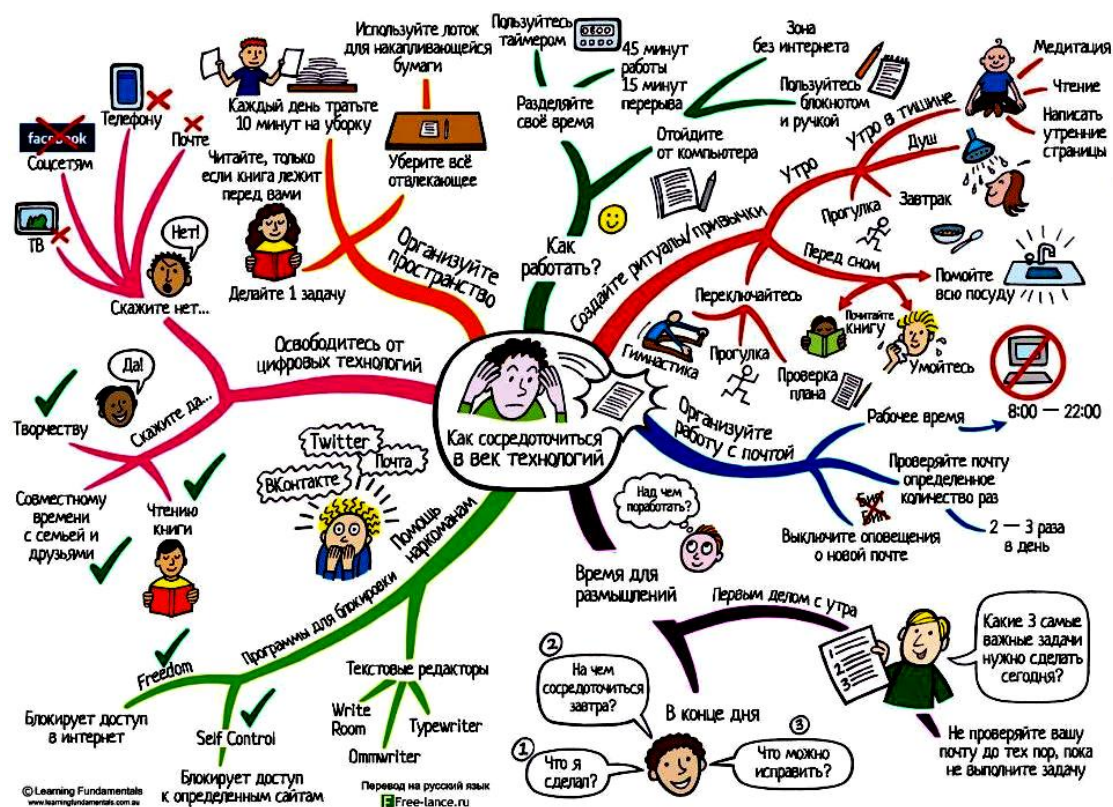 Как сосредоточиться
в век технологий
Как
работать?
Разделяйте
своё время
Пользуйтесь
таймером
45 минут
работы
15 минут
перерыва
Отойдите
от компьютера
Зона
без интернета
Пользуйтесь
блокнотом
и ручкой
Создайте ритуалы/привычки
Утро
Утро в тишине
Медитация
Чтение
Написать
утренние
страницы
Душ
Завтрак
Прогулка
Перед сном
Помойте
всю посуду
Умойтесь
Почитайте
книгу
Переключайтесь
Гимнастика
Прогулка
Проверка
плана
Организуйте
работу с почтой
Рабочее время
8:00 — 22:00
Проверяйте почту
определенное
количество раз
2 — 3 раза
в день
Выключите оповещения
о новой почте
Бип
Бип
Время для
размышлений
Над чем
поработать?
Первым делом с утра
1
2
3
Какие 3 самые
важные задачи
нужно сделать
сегодня?
Не проверяйте вашу
почту до тех пор, пока
не выполните задачу
В конце дня
1
Что я
сделал?
2
На чем
сосредоточиться
завтра?
3
Что можно
исправить?
Помощь
наркоманам
Twitter
Почта
ВКонтакте
Текстовые редакторы
Write
Room
Ommwriter
Typewriter
Программы для блокировки
Freedom
Блокирует доступ
в интернет
Self Control
Блокирует доступ
к определенным сайтам
Освободитесь от
цифровых технологий
Скажите да...
Да!
Творчеству
Совместному
времени
с семьей и
друзьями
Чтению
книги
Скажите нет...
Нет!
ТВ
facebook
Соцсетям
Телефону
Почте
Организуйте
пространство
Каждый день тратьте
10 минут на уборку
Используйте лоток
для накапливающейся
бумаги
Уберите всё
отвлекающее
Читайте, только
если книга лежит
перед вами
Делайте 1 задачу
© Learning Fundamentals
www.learningfundamentals.com.au
Перевод на русский язык
F Free-lance.ru